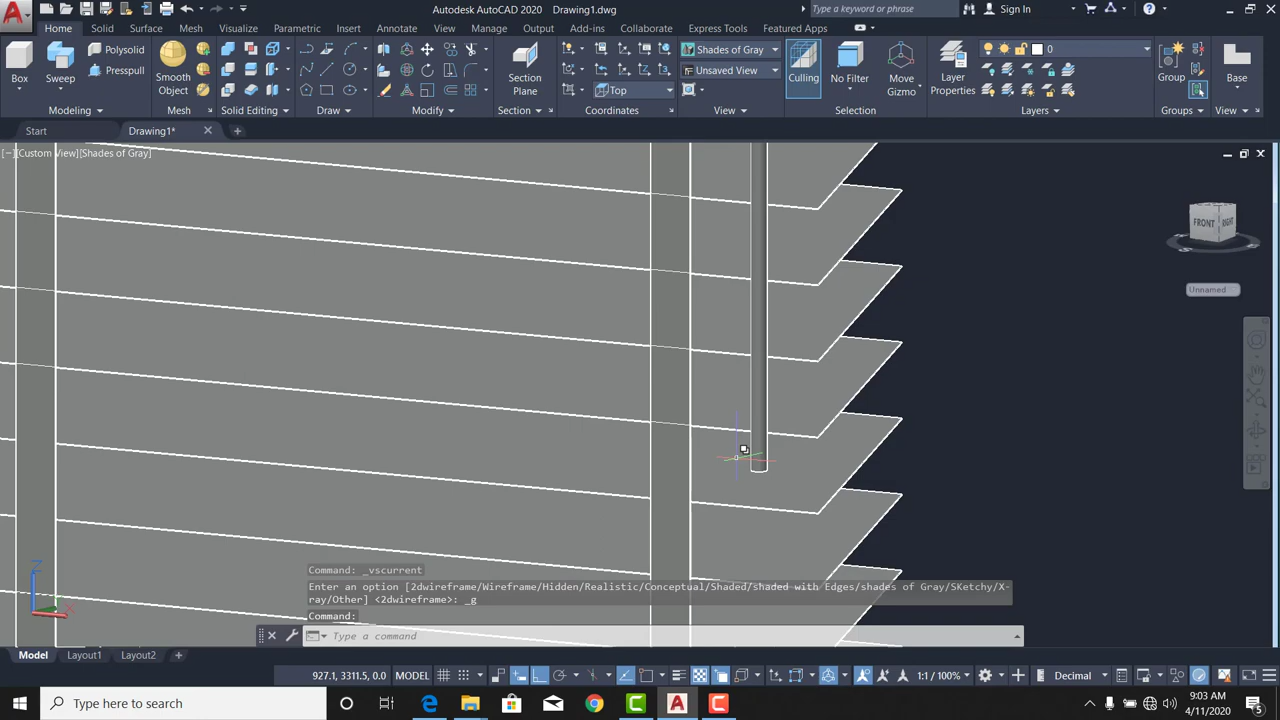 Autodesk AutoCAD 2020 Drawing1.dwg
Type a keyword or phrase
Sign In
Home Solid Surface Mesh Visualize Parametric Insert Annotate View Manage Output Add-ins Collaborate Express Tools Featured Apps
Box
Sweep
Polysolid
Presspull
Smooth
Object
Section
Plane
Top
Shades of Gray
Unsaved View
Culling
No Filter
Move
Gizmo
Layer
Properties
0
Group
Base
Modeling Mesh Solid Editing Draw Modify Section Coordinates View Selection Layers Groups View
Start Drawing1*
[−][Custom View][Shades of Gray]
FRONT RIGHT
Unnamed
Z
X
Command: _vscurrent
Enter an option [2dwireframe/Wireframe/Hidden/Realistic/Conceptual/Shaded/shaded with Edges/shades of Gray/SKetchy/X-
ray/Other] <2dwireframe>: _g
Command:
Type a command
Model Layout1 Layout2
927.1, 3311.5, 0.0 MODEL 1:1 / 100% Decimal
Type here to search
9:03 AM
4/11/2020